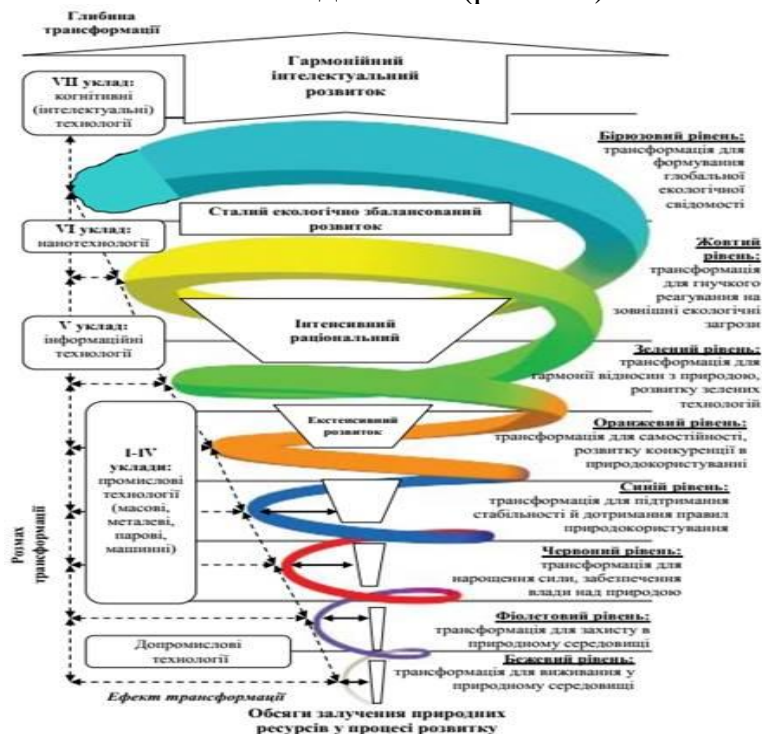 Глибина
трансформації
Гармонійний
інтелектуальний
розвиток
VII уклад:
когнітивні
(інтелектуальні)
технології
Бірюзовий рівень:
трансформація для
формування
глобальної
екологічної
свідомості
Сталий екологічно збалансований
розвиток
VI уклад:
нанотехнології
Жовтий
рівень:
трансформація
для гнучкого
реагування на
зовнішні екологічні
загрози
V уклад:
інформаційні
технології
Інтенсивний
раціональний
Зелений рівень:
трансформація для
гармонії відносин з природою,
розвитку зелених
технологій
Екстенсивний
розвиток
Оранжевий рівень:
трансформація для самостійності,
розвитку конкуренції в
природокористуванні
I-IV
уклади:
промислові
технології
(масові,
металеві,
парові,
машинні)
Синій рівень:
трансформація для підтримання
стабільності й дотримання правил
природокористування
Розмах
трансформації
Червоний рівень:
трансформація для
нарощення сили, забезпечення
влади над природою
Фіолетовий рівень:
трансформація для захисту в
природному середовищі
Допромислові
технології
Бежевий рівень:
трансформація для виживання у
природному середовищі
Ефект трансформації
Обсяги залучення природних
ресурсів у процесі розвитку